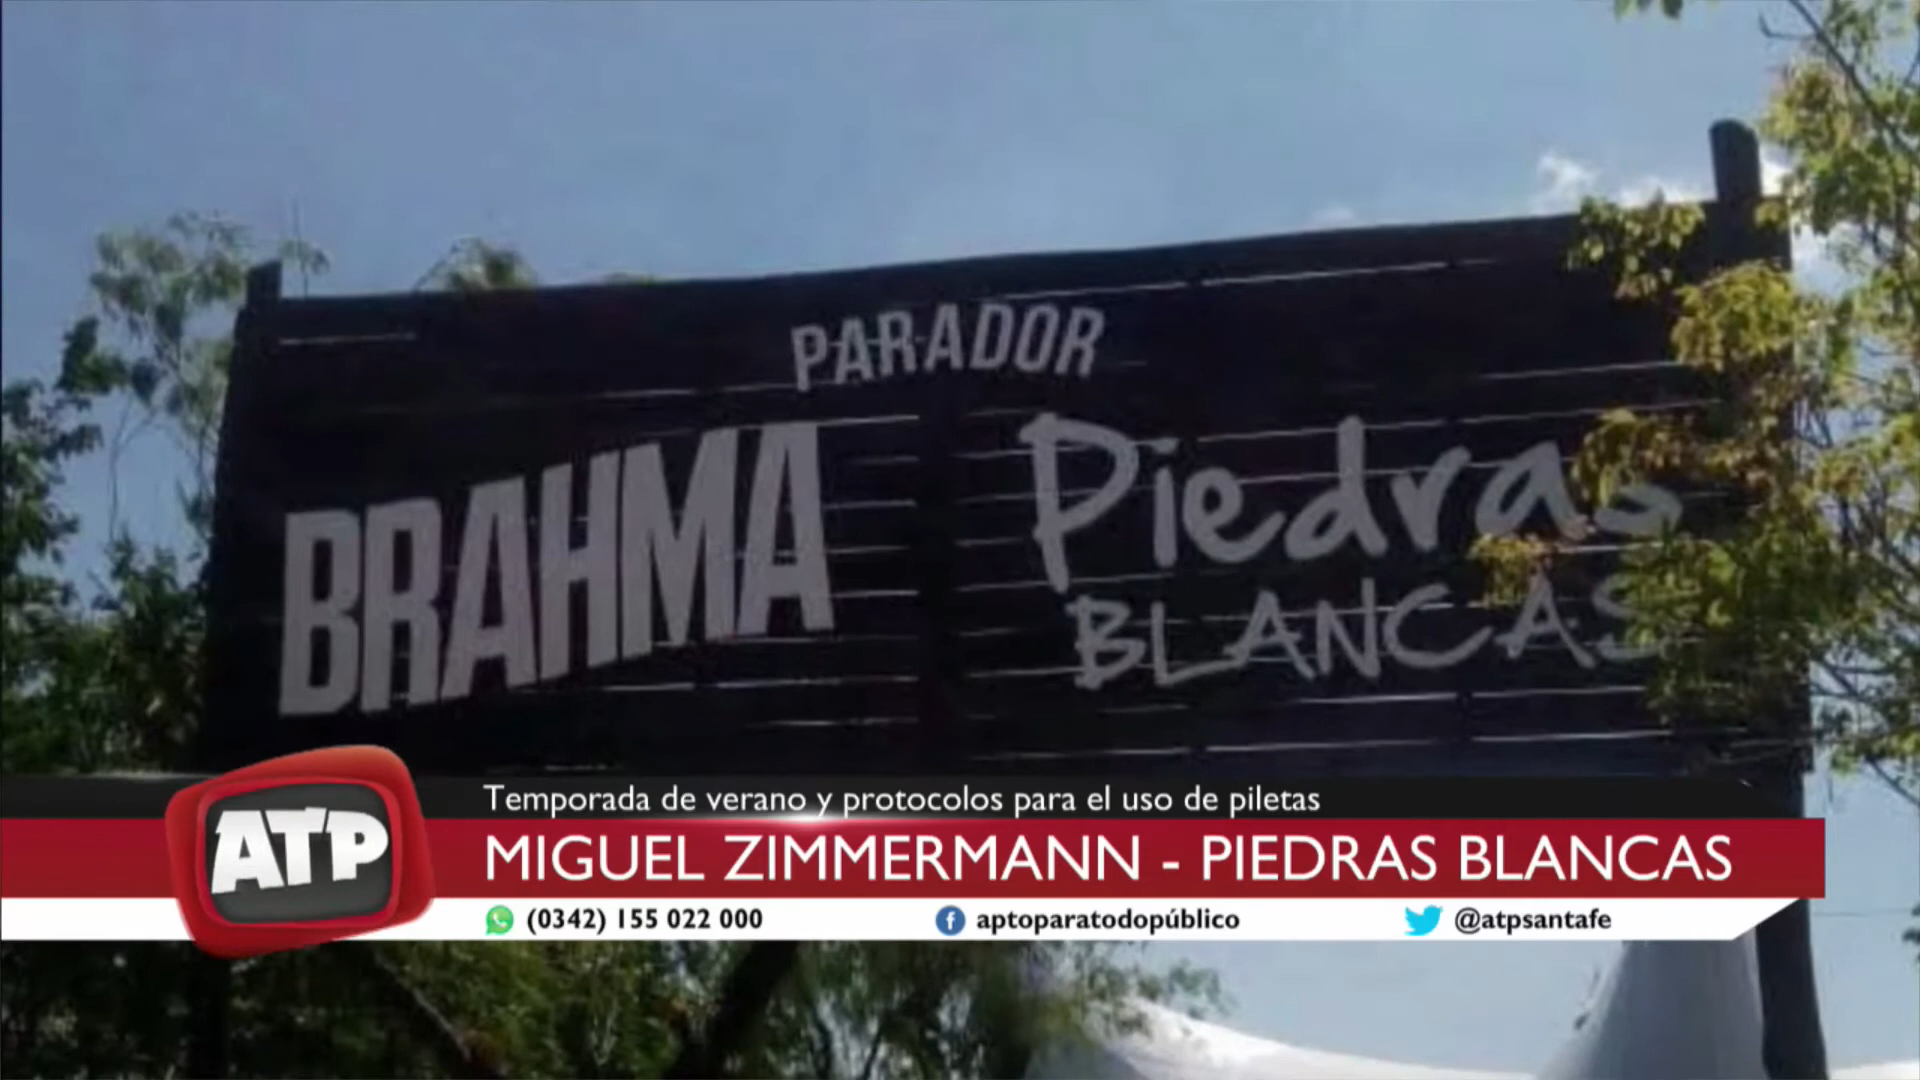 PARADOR
BRAHMA
Piedras
BLANCAS
ATP
Temporada de verano y protocolos para el uso de piletas
MIGUEL ZIMMERMANN - PIEDRAS BLANCAS
(0342) 155 022 000
aptoparatodopúblico
@atpsantafe